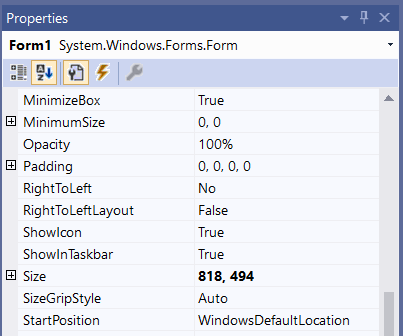 Properties
Form1 System.Windows.Forms.Form
MinimizeBox True
MinimumSize 0, 0
Opacity 100%
Padding 0, 0, 0, 0
RightToLeft No
RightToLeftLayout False
ShowIcon True
ShowInTaskbar True
Size 818, 494
SizeGripStyle Auto
StartPosition WindowsDefaultLocation